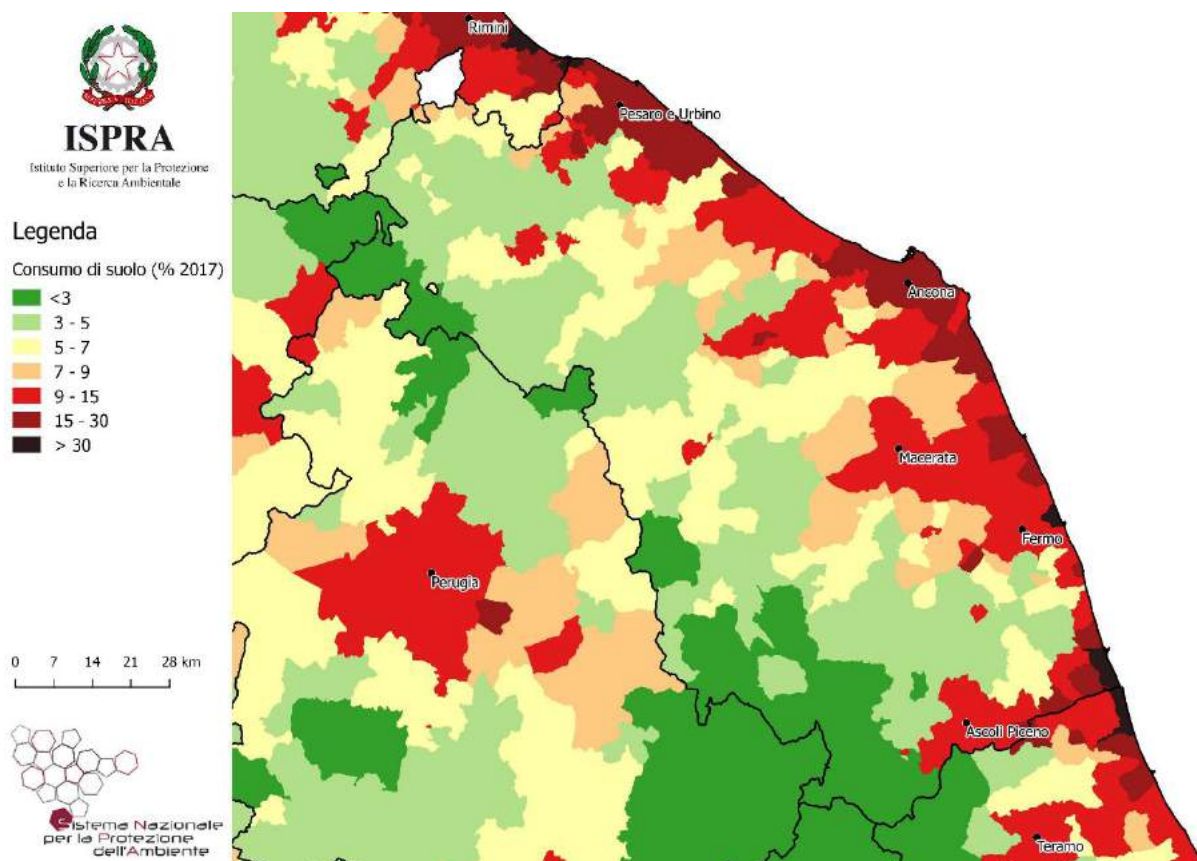 ISPRA
Istituto Superiore per la Protezione
e la Ricerca Ambientale
Legenda
Consumo di suolo (% 2017)
<3
3 - 5
5 - 7
7 - 9
9 - 15
15 - 30
> 30
0 7 14 21 28 km
Sistema Nazionale
per la Protezione
dell'Ambiente
Rimini
Pesaro e Urbino
Ancona
Macerata
Fermo
Perugia
Ascoli Piceno
Teramo